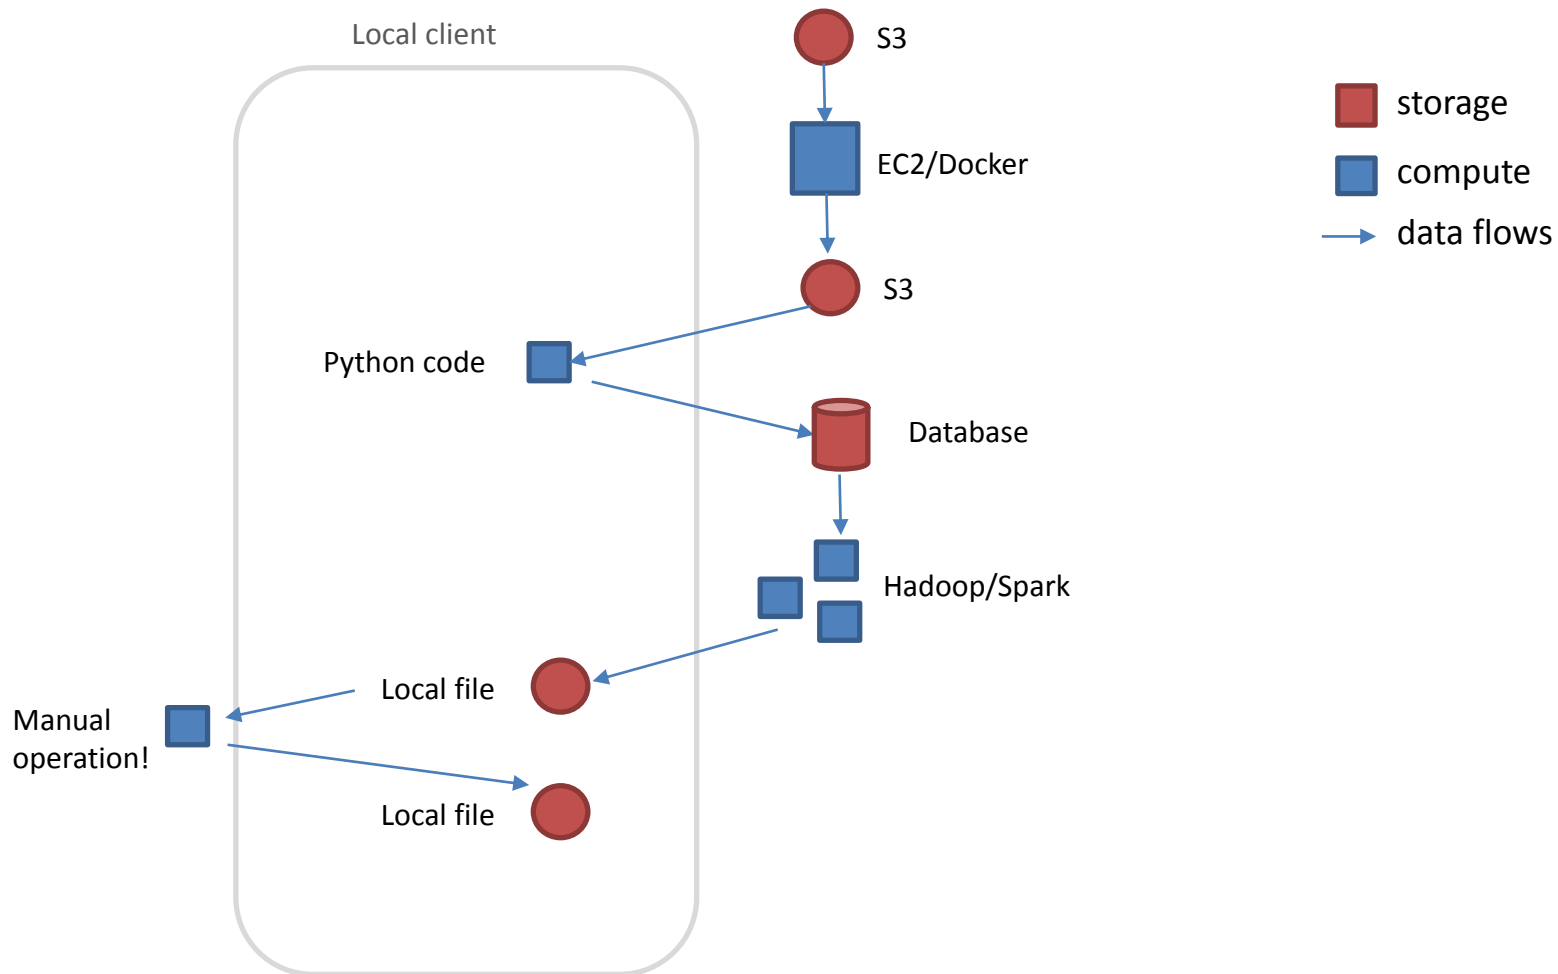 Local client
S3
storage
EC2/Docker
compute
data flows
S3
Python code
Database
Hadoop/Spark
Local file
Manual
operation!
Local file